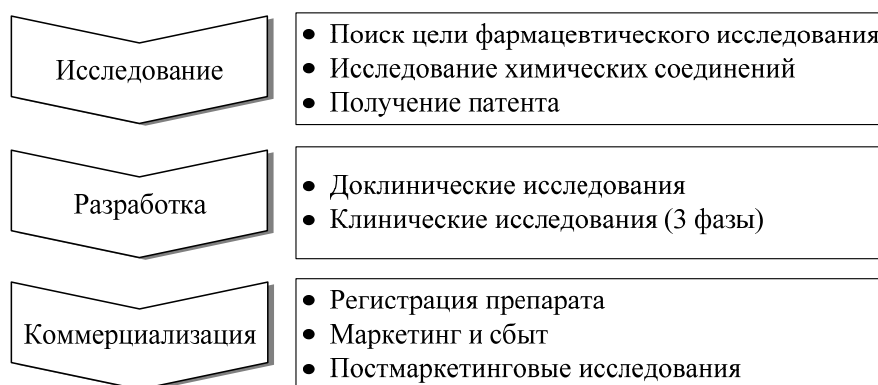 Исследование
• Поиск цели фармацевтического исследования
• Исследование химических соединений
• Получение патента
Разработка
• Доклинические исследования
• Клинические исследования (3 фазы)
Коммерциализация
• Регистрация препарата
• Маркетинг и сбыт
• Постмаркетинговые исследования